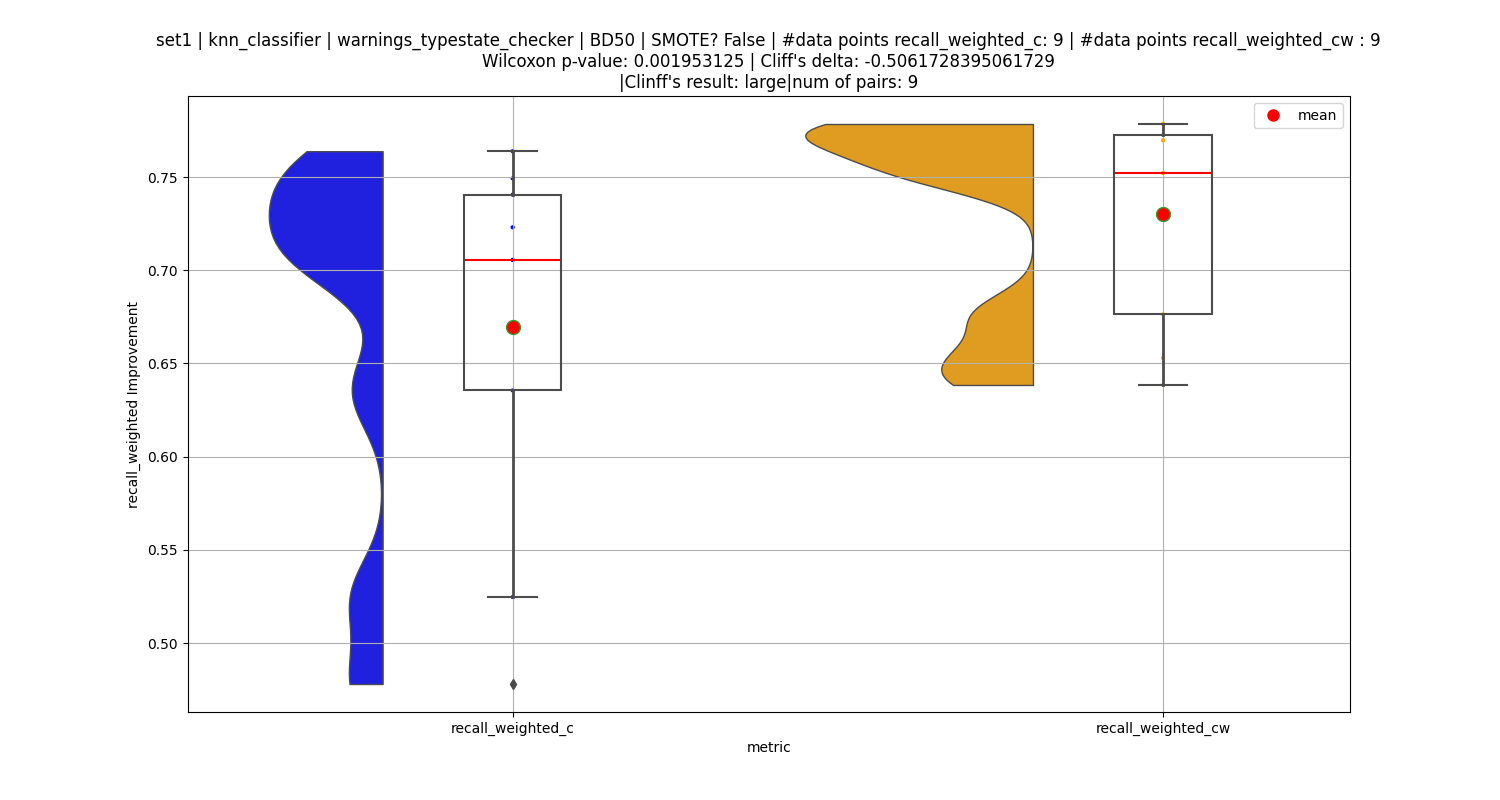 set1 | knn_classifier | warnings_typestate_checker | BD50 | SMOTE? False | #data points recall_weighted_c: 9 | #data points recall_weighted_cw : 9
Wilcoxon p-value: 0.001953125 | Cliff's delta: -0.5061728395061729
|Clinff's result: large|num of pairs: 9
mean
0.75
0.70
0.65
0.60
0.55
0.50
recall_weighted Improvement
recall_weighted_c
recall_weighted_cw
metric